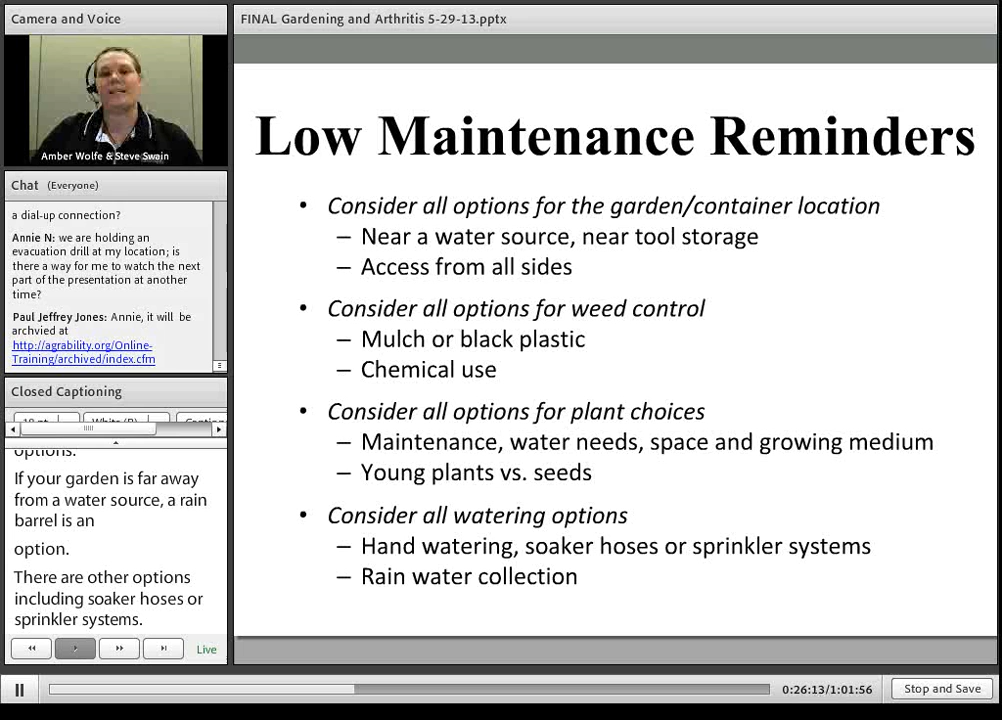 Camera and Voice
Amber Wolfe & Steve Swain
Chat (Everyone)
a dial-up connection?
Annie N: we are holding an
evacuation drill at my location; is
there a way for me to watch the next
part of the presentation at another
time?
Paul Jeffrey Jones: Annie, it will be
archvied at
http://agrability.org/Online-
Training/archived/index.cfm
Closed Captioning
options.
If your garden is far away
from a water source, a rain
barrel is an
option.
There are other options
including soaker hoses or
sprinkler systems.
Live
FINAL Gardening and Arthritis 5-29-13.pptx
Low Maintenance Reminders
• Consider all options for the garden/container location
– Near a water source, near tool storage
– Access from all sides
• Consider all options for weed control
– Mulch or black plastic
– Chemical use
• Consider all options for plant choices
– Maintenance, water needs, space and growing medium
– Young plants vs. seeds
• Consider all watering options
– Hand watering, soaker hoses or sprinkler systems
– Rain water collection
0:26:13/1:01:56
Stop and Save